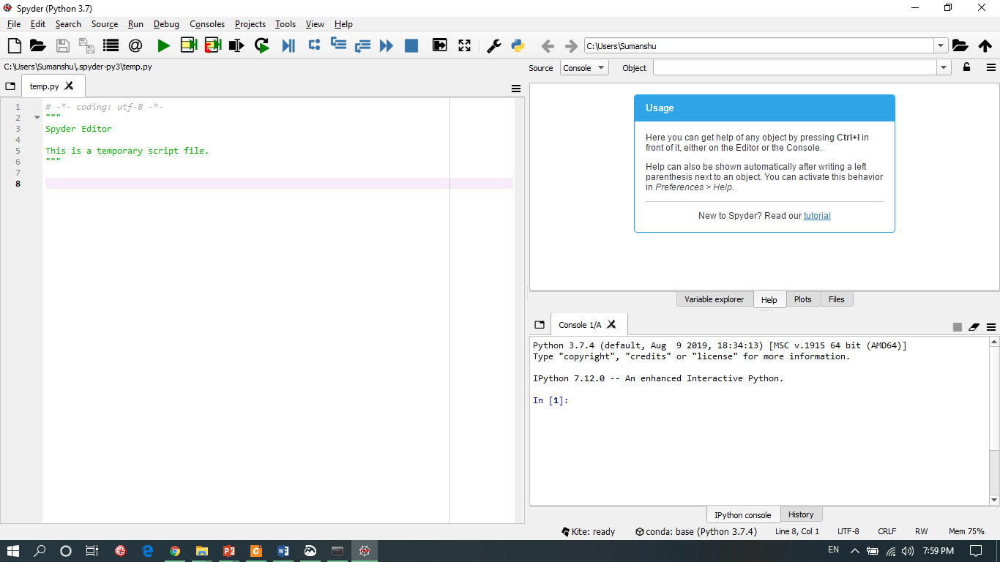 Spyder (Python 3.7)
File Edit Search Source Run Debug Consoles Projects Tools View Help
C:\Users\Sumanshu
C:\Users\Sumanshu\.spyder-py3\temp.py
temp.py
1 # -*- coding: utf-8 -*-
2 """
3 Spyder Editor
4
5 This is a temporary script file.
6 """
7
8
Source Console Object
Usage
Here you can get help of any object by pressing Ctrl+I in
front of it, either on the Editor or the Console.
Help can also be shown automatically after writing a left
parenthesis next to an object. You can activate this behavior
in Preferences > Help.
New to Spyder? Read our tutorial
Variable explorer Help Plots Files
Console 1/A
Python 3.7.4 (default, Aug  9 2019, 18:34:13) [MSC v.1915 64 bit (AMD64)]
Type "copyright", "credits" or "license" for more information.
IPython 7.12.0 -- An enhanced Interactive Python.
In [1]:
IPython console History
Kite: ready conda: base (Python 3.7.4) Line 8, Col 1 UTF-8 CRLF RW Mem 75%
EN 7:59 PM